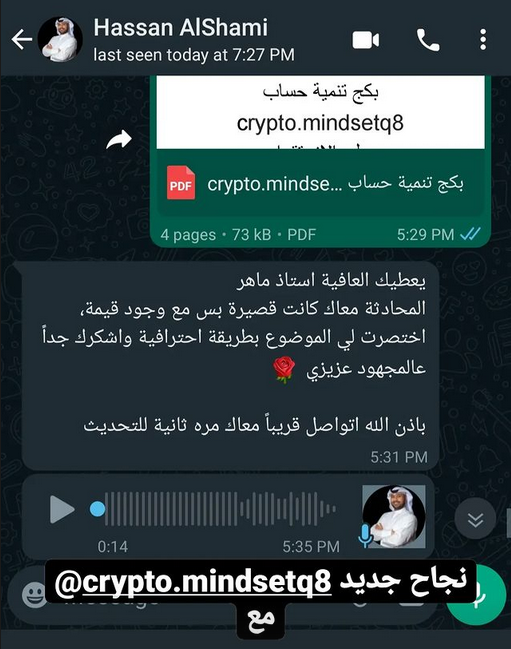 Hassan AlShami
last seen today at 7:27 PM
بكج تنمية حساب
crypto.mindsetq8
PDF
crypto.mindse... بكج تنمية حساب
4 pages • 73 kB • PDF
5:29 PM
يعطيك العافية استاذ ماهر
المحادثة معاك كانت قصيرة بس مع وجود قيمة،
اختصرت لي الموضوع بطريقة احترافية واشكرك جداً
عالمجهود عزيزي 🌹
باذن الله اتواصل قريباً معاك مره ثانية للتحديث
5:31 PM
0:14
5:35 PM
نجاح جديد @crypto.mindsetq8
مع